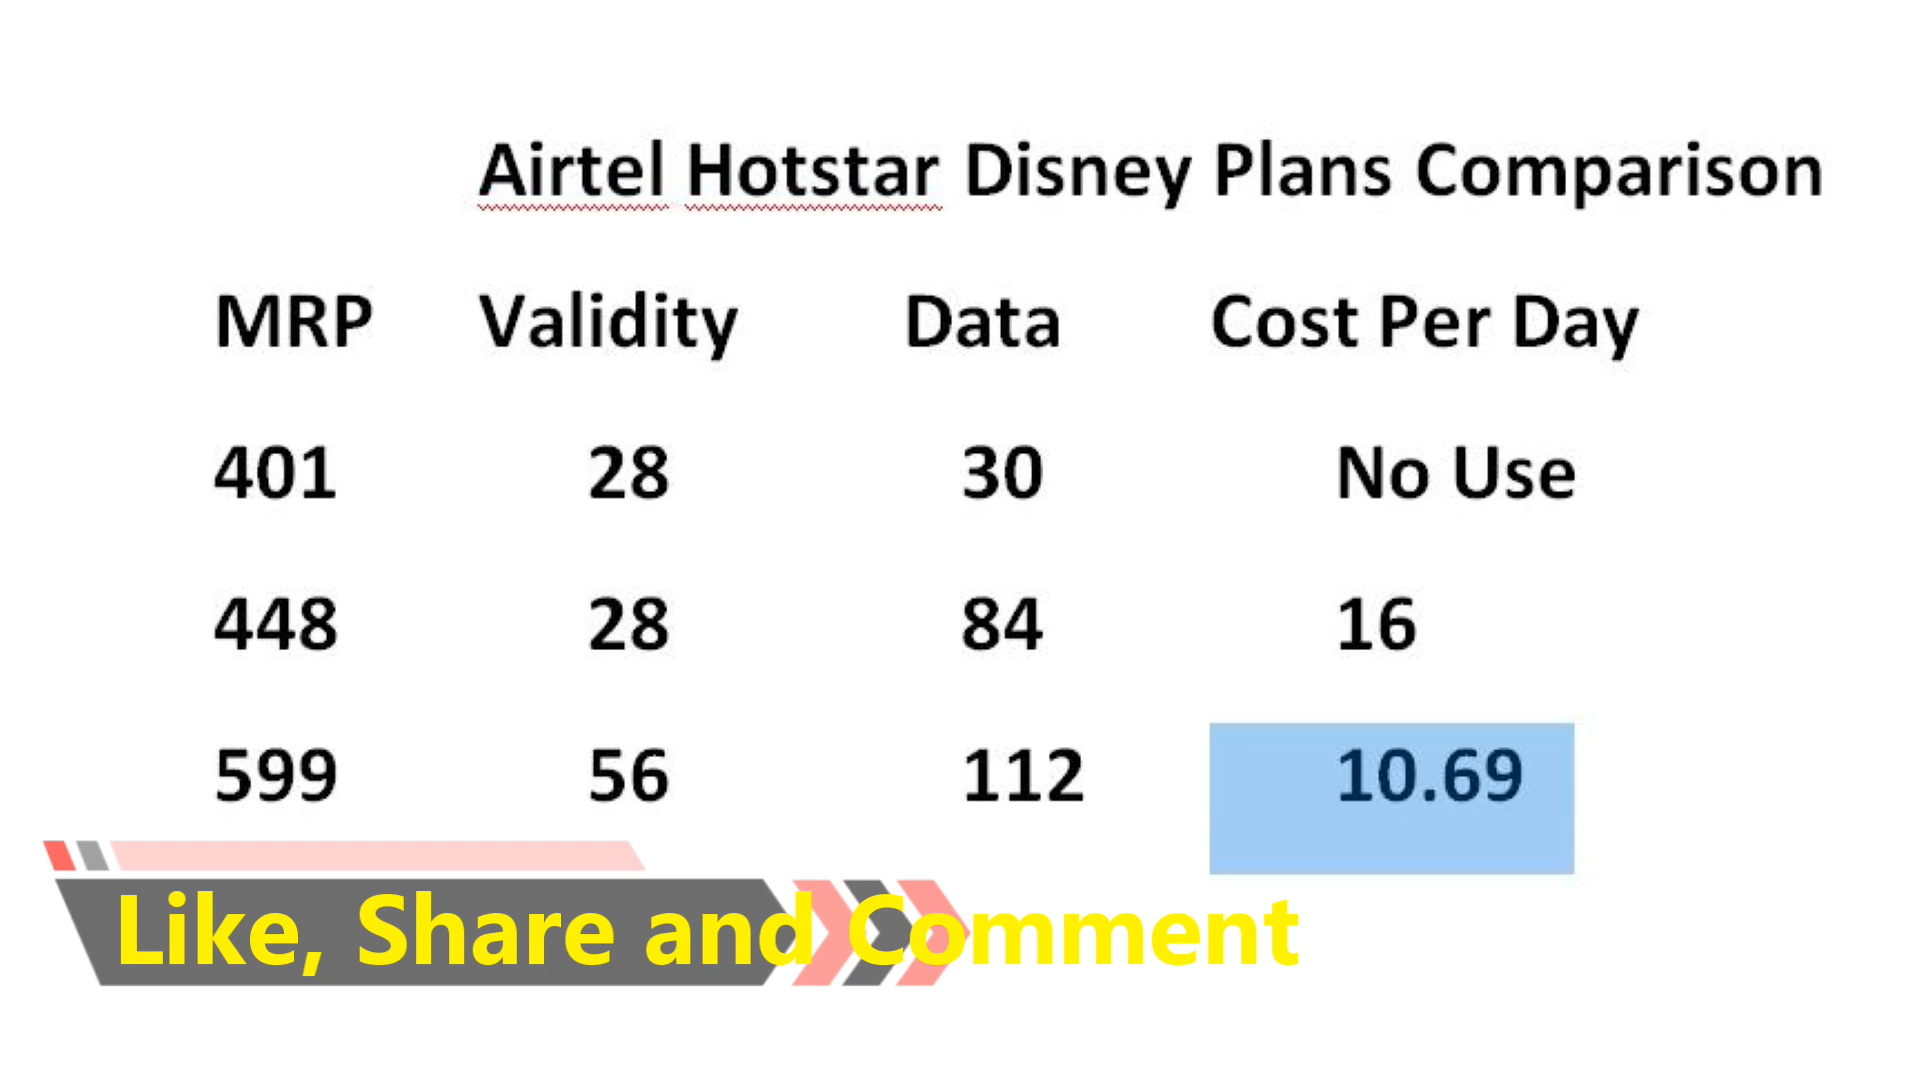 Airtel Hotstar Disney Plans Comparison
MRP Validity Data Cost Per Day
401 28 30 No Use
448 28 84 16
599 56 112 10.69
Like, Share and Comment